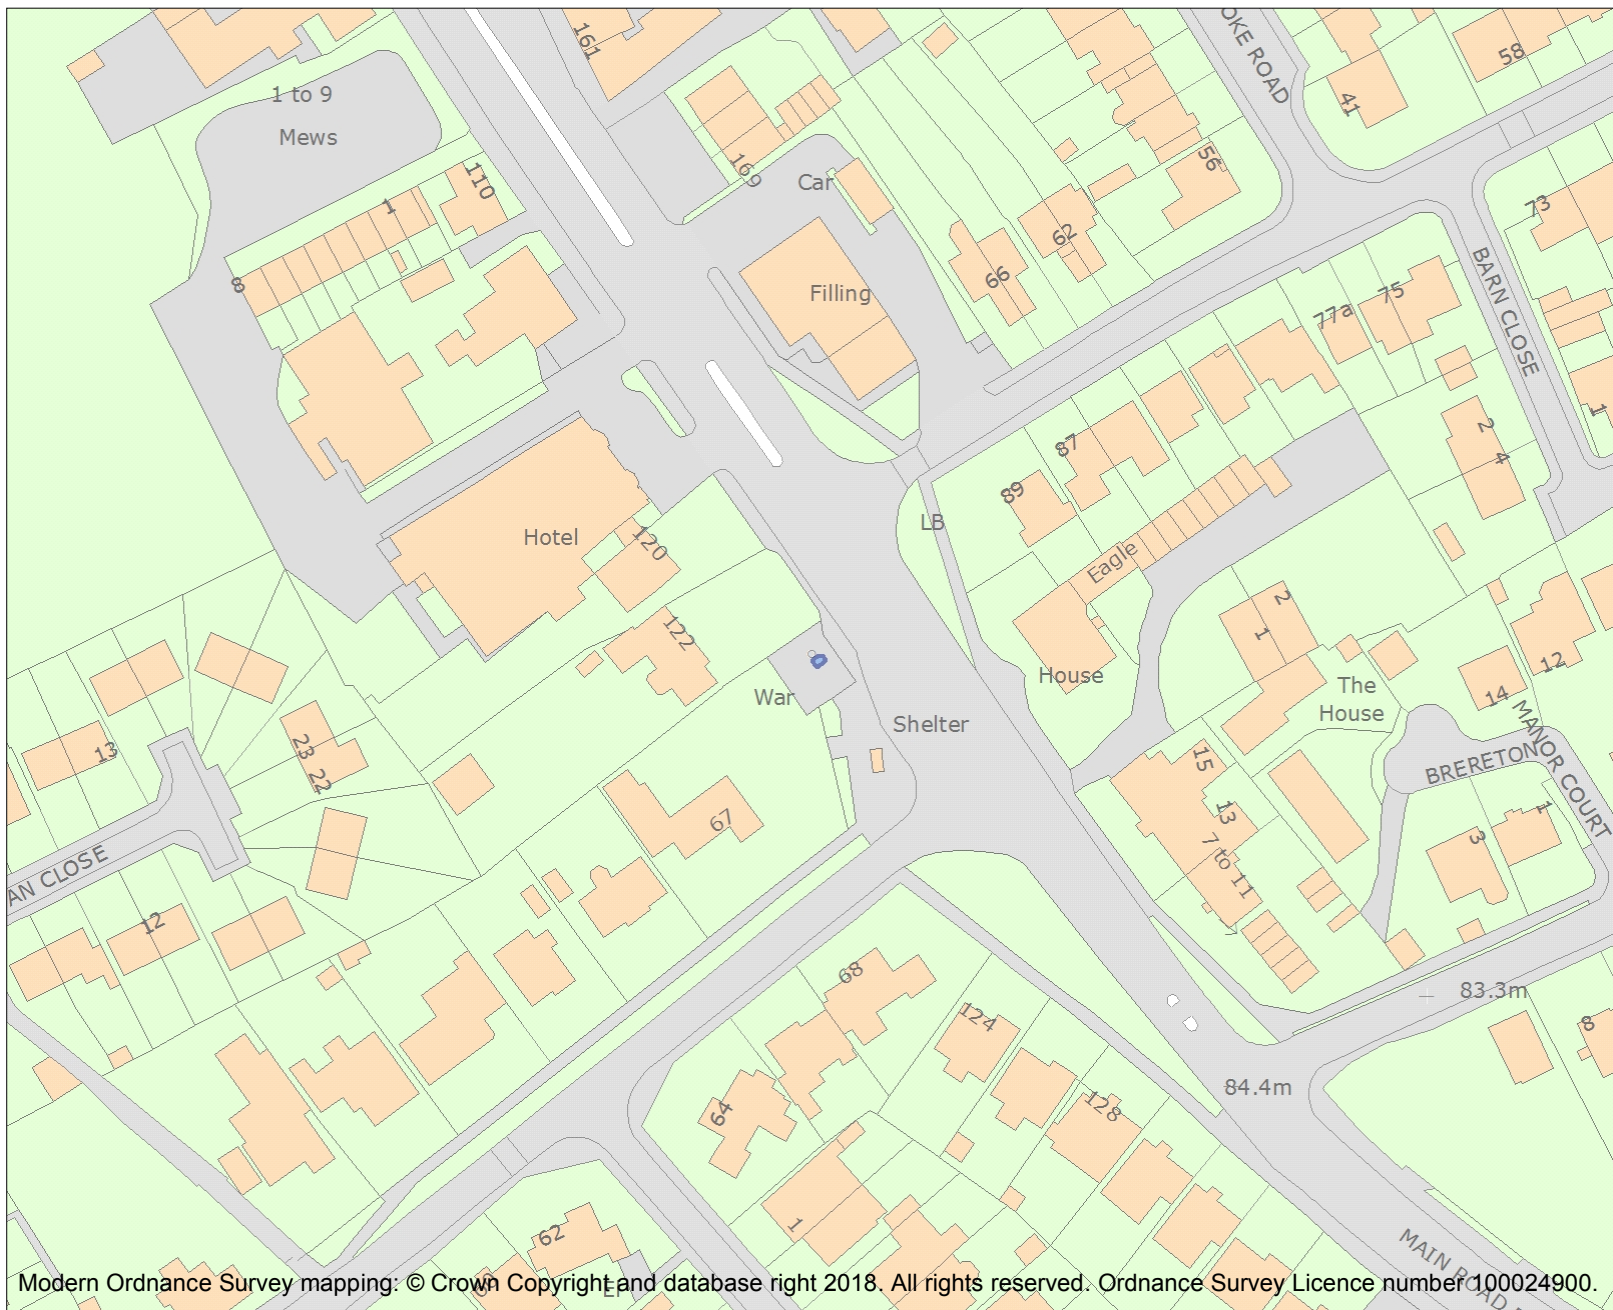 161
OKE ROAD
58
1 to 9
Mews
41
110
169
Car
56
1
73
62
8
66
Filling
77a
75
BARN CLOSE
1
2
4
87
89
LB
Hotel
120
Eagle
2
1
122
House
12
The
House
14
War
Shelter
MANOR COURT
13
23
22
15
BRERETON
67
13
1
3
7 to 11
AN CLOSE
12
68
83.3m
124
8
84.4m
64
128
1
62
MAIN ROAD
60
EF
Modern Ordnance Survey mapping: © Crown Copyright and database right 2018. All rights reserved. Ordnance Survey Licence number 100024900.